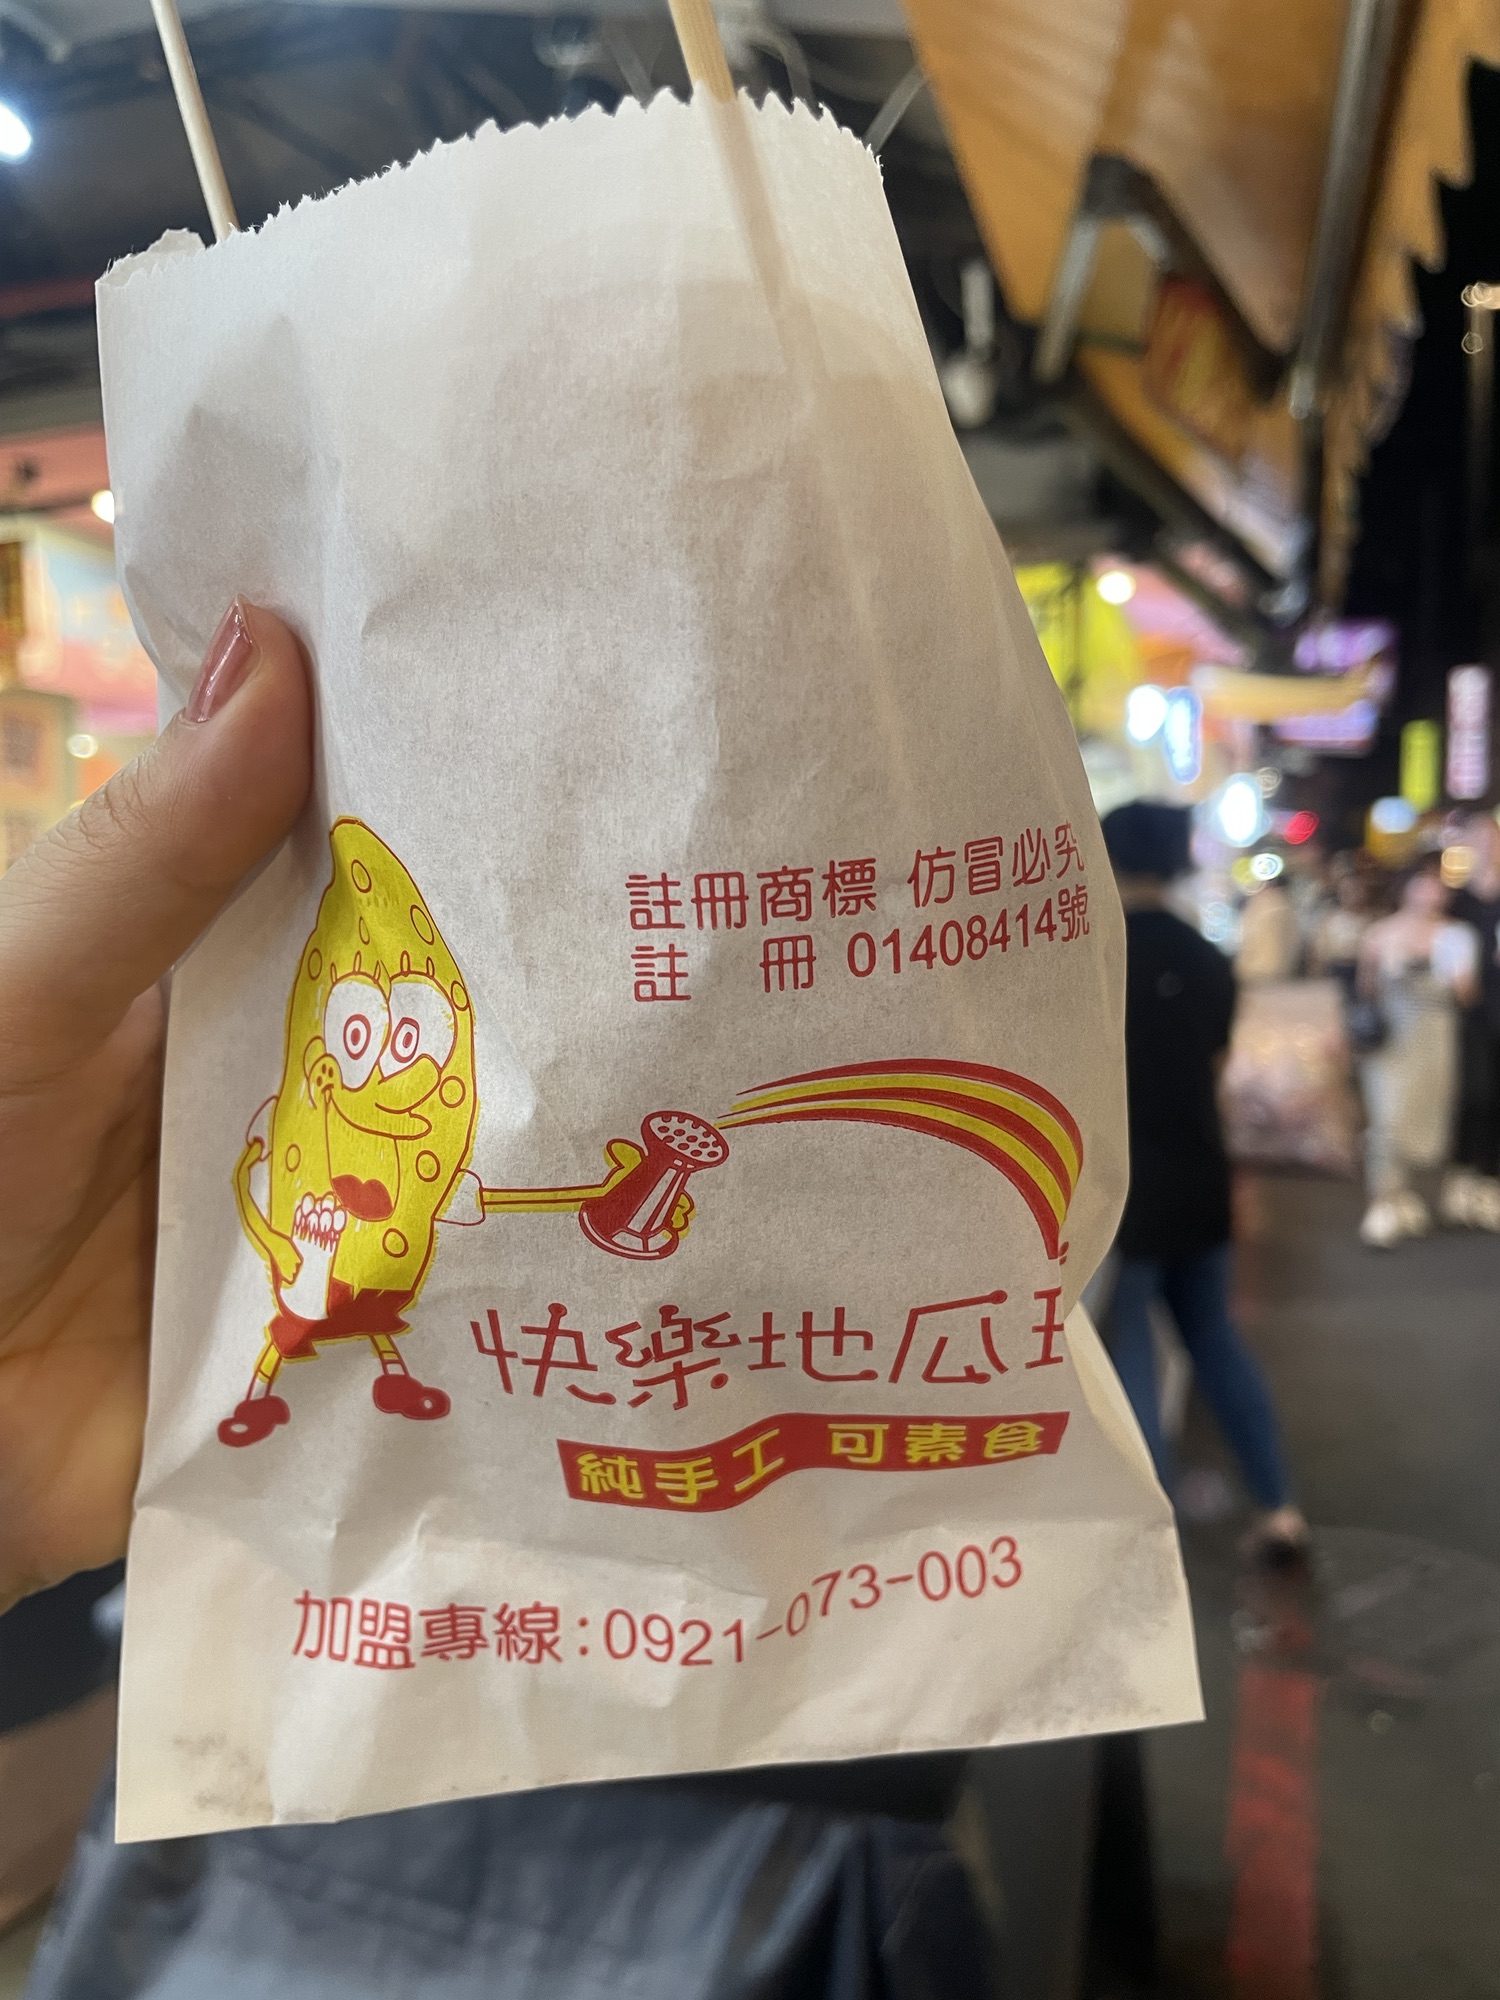 註冊商標 仿冒必究
註 冊 01408414號
快樂地瓜
純手工 可素食
加盟專線：0921-073-003